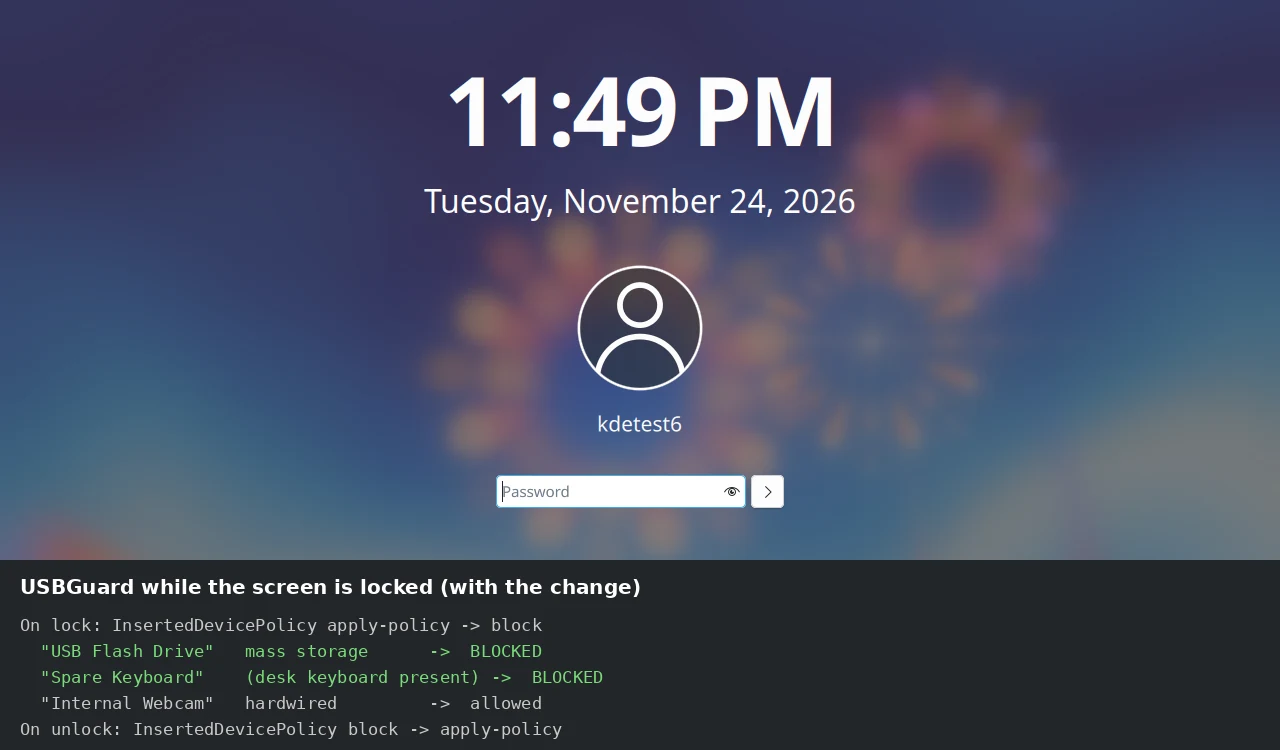 11:49 PM
Tuesday, November 24, 2026
kdetest6
Password
USBGuard while the screen is locked (with the change)
On lock: InsertedDevicePolicy apply-policy -> block
"USB Flash Drive"   mass storage      ->  BLOCKED
"Spare Keyboard"    (desk keyboard present) ->  BLOCKED
"Internal Webcam"   hardwired         ->  allowed
On unlock: InsertedDevicePolicy block -> apply-policy